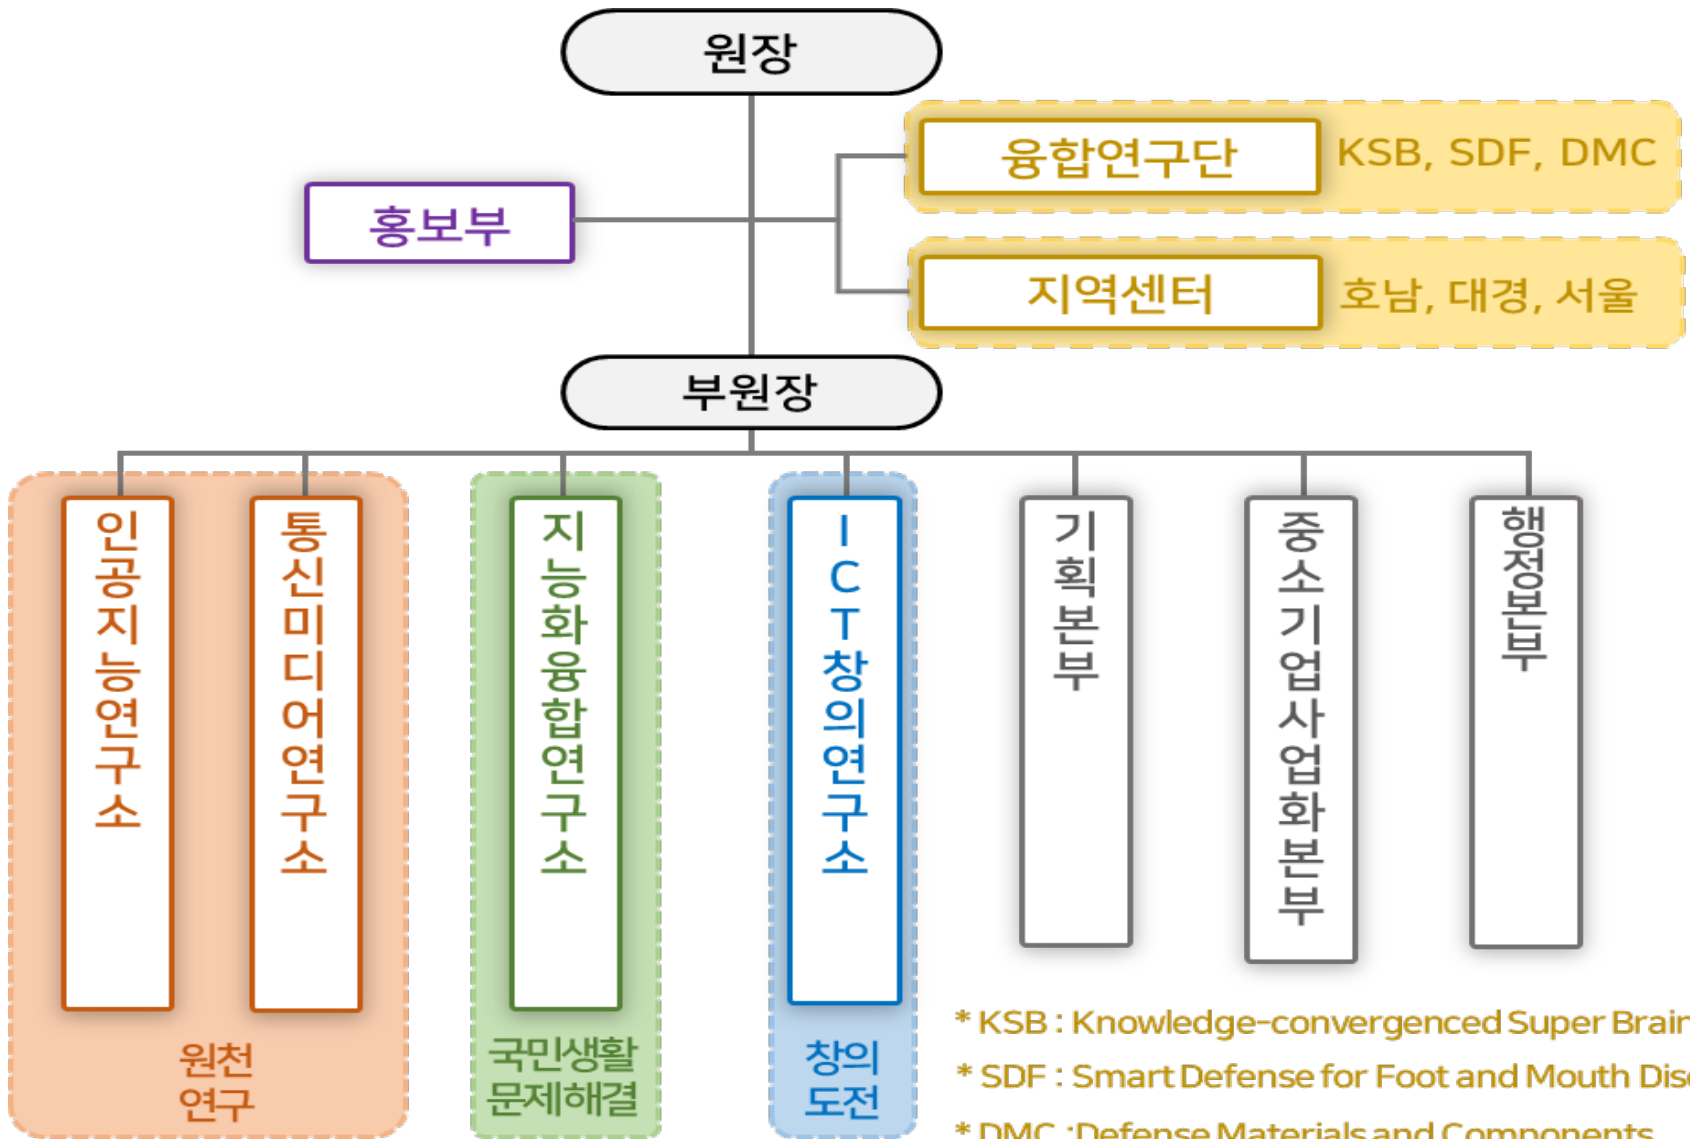 원장
융합연구단 KSB, SDF, DMC
홍보부
지역센터 호남, 대경, 서울
부원장
인공지능연구소
통신미디어연구소
지능화융합연구소
ICT창의연구소
기획본부
중소기업사업화본부
행정본부
원천
연구
국민생활
문제해결
창의
도전
* KSB : Knowledge-convergenced Super Brain
* SDF : Smart Defense for Foot and Mouth
* DMC : Defense Materials and Components